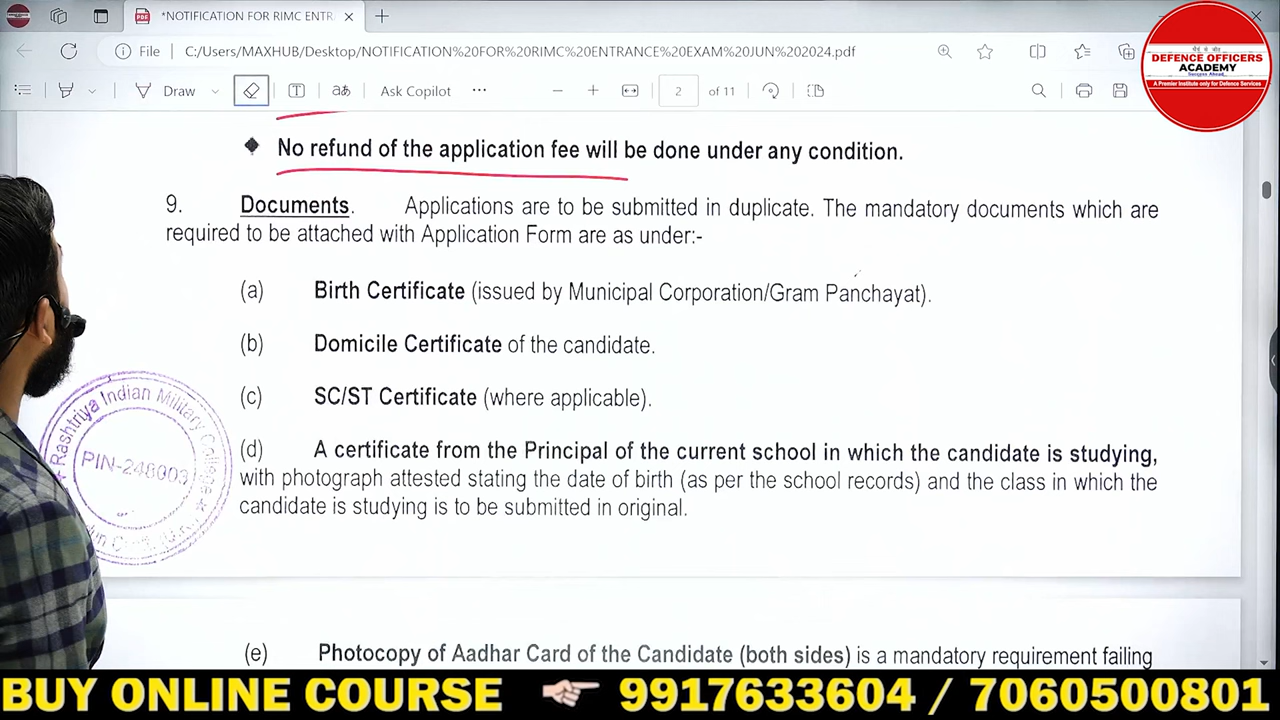 *NOTIFICATION FOR RIMC ENTR
File C:/Users/MAXHUB/Desktop/NOTIFICATION%20FOR%20RIMC%20ENTRANCE%20EXAM%20JUN%202024.pdf
Draw aあ Ask Copilot 2 of 11
DEFENCE OFFICERS
ACADEMY
Success Ahead...
A Premier Institute only for Defence Services
No refund of the application fee will be done under any condition.
9. Documents. Applications are to be submitted in duplicate. The mandatory documents which are
required to be attached with Application Form are as under:-
(a) Birth Certificate (issued by Municipal Corporation/Gram Panchayat).
(b) Domicile Certificate of the candidate.
(c) SC/ST Certificate (where applicable).
(d) A certificate from the Principal of the current school in which the candidate is studying,
with photograph attested stating the date of birth (as per the school records) and the class in which the
candidate is studying is to be submitted in original.
Rashtriya Indian Military College
PIN-248003
(e) Photocopy of Aadhar Card of the Candidate (both sides) is a mandatory requirement failing
BUY ONLINE COURSE 9917633604 / 7060500801